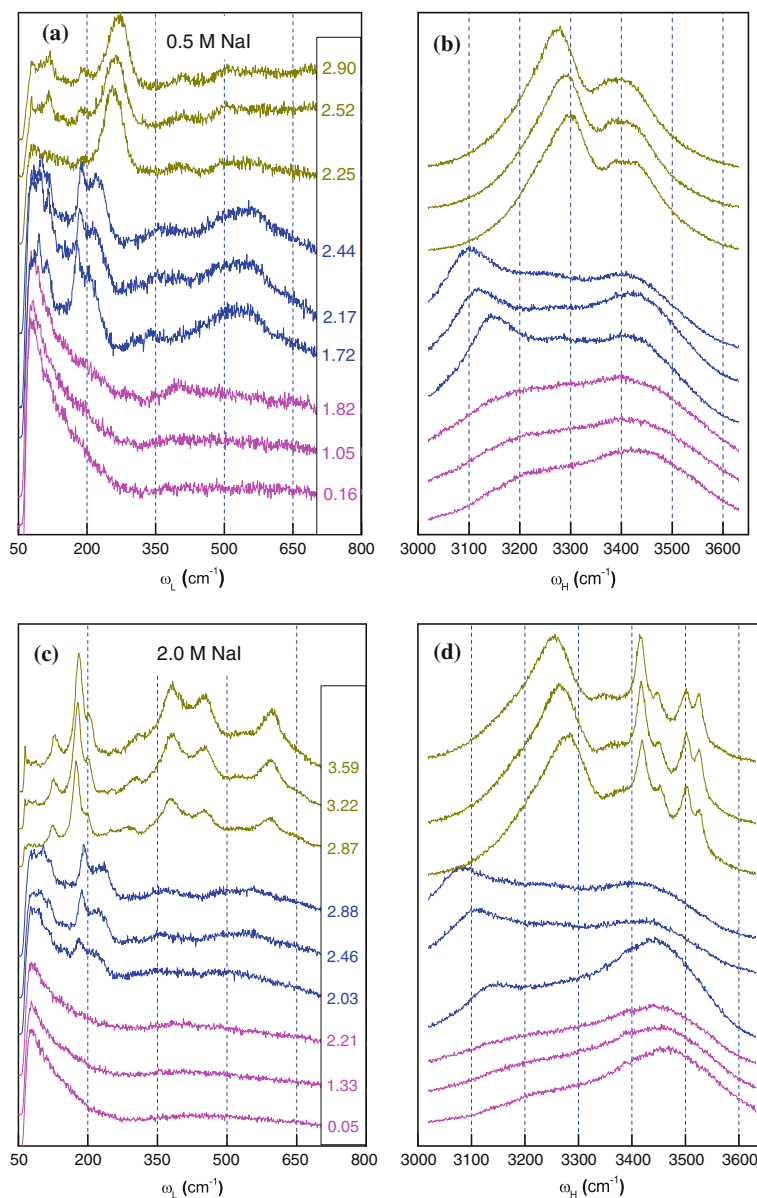 (a)
0.5 M NaI
2.90
2.52
2.25
2.44
2.17
1.72
1.82
1.05
0.16
50 200 350 500 650 800
ω_L (cm⁻¹)
(b)
3000 3100 3200 3300 3400 3500 3600
ω_H (cm⁻¹)
(c)
2.0 M NaI
3.59
3.22
2.87
2.88
2.46
2.03
2.21
1.33
0.05
50 200 350 500 650 800
ω_L (cm⁻¹)
(d)
3000 3100 3200 3300 3400 3500 3600
ω_H (cm⁻¹)